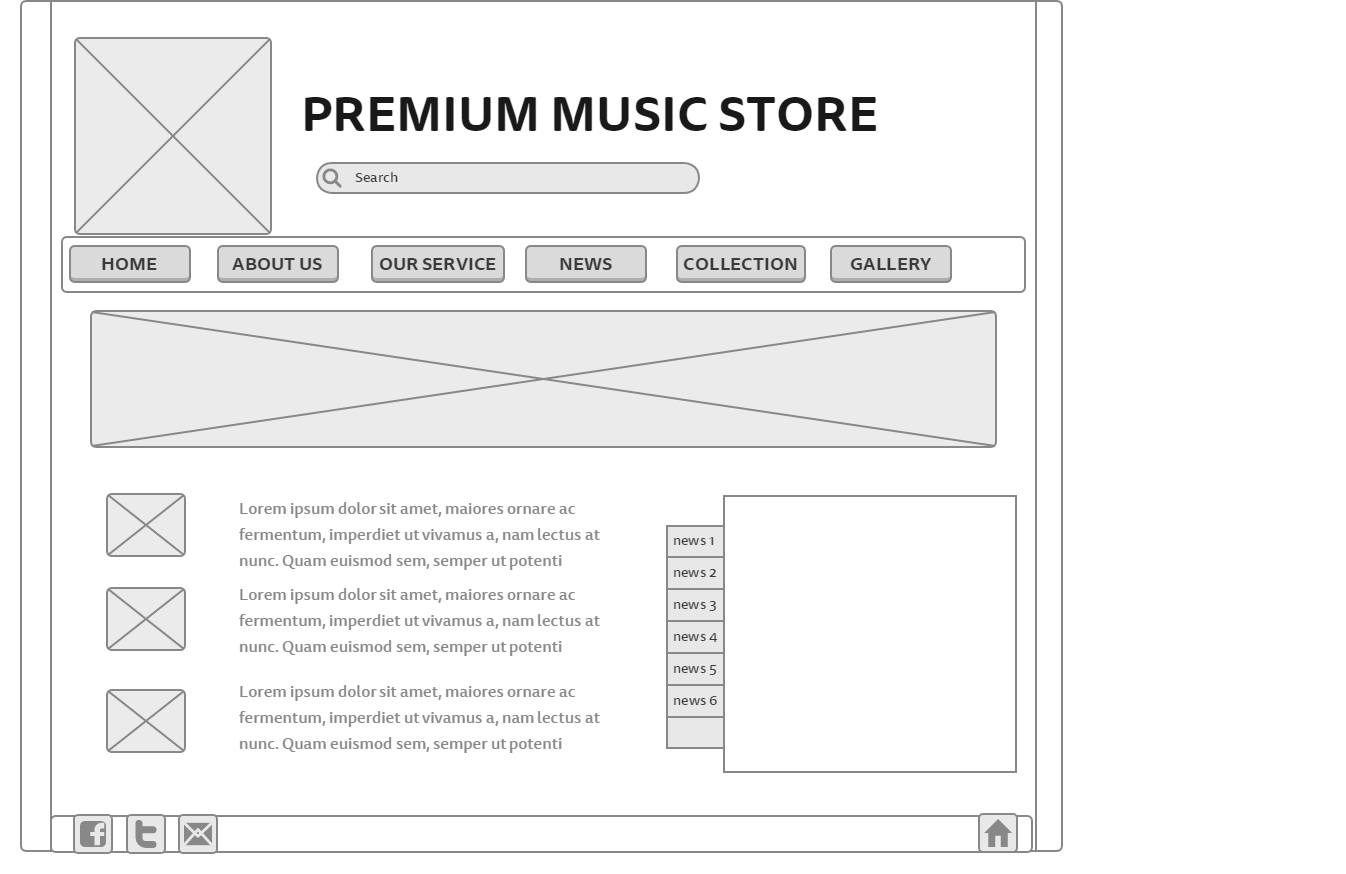 PREMIUM MUSIC STORE
Search
HOME ABOUT US OUR SERVICE NEWS COLLECTION GALLERY
Lorem ipsum dolor sit amet, maiores ornare ac
fermentum, imperdiet ut vivamus a, nam lectus at
nunc. Quam euismod sem, semper ut potenti
Lorem ipsum dolor sit amet, maiores ornare ac
fermentum, imperdiet ut vivamus a, nam lectus at
nunc. Quam euismod sem, semper ut potenti
Lorem ipsum dolor sit amet, maiores ornare ac
fermentum, imperdiet ut vivamus a, nam lectus at
nunc. Quam euismod sem, semper ut potenti
news 1
news 2
news 3
news 4
news 5
news 6